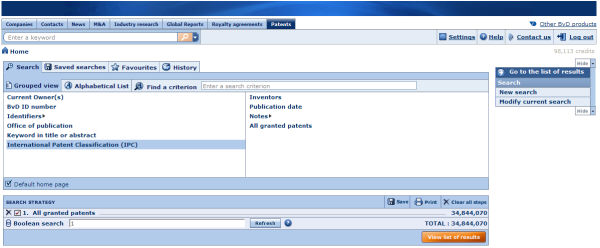 Companies Contacts News M&A Industry research Global Reports Royalty agreements Patents
Other BvD products
Enter a keyword
Settings Help Contact us Log out
Home
98,113 credits
Search Saved searches Favourites History
Hide
Go to the list of results
Grouped view Alphabetical List Find a criterion Enter a search criterion
Search
New search
Modify current search
Hide
Current Owner(s)
BvD ID number
Identifiers
Office of publication
Keyword in title or abstract
International Patent Classification (IPC)
Inventors
Publication date
Notes
All granted patents
Default home page
SEARCH STRATEGY Save Print Clear all steps
1. All granted patents 34,844,070
Boolean search 1 Refresh TOTAL : 34,844,070
View list of results